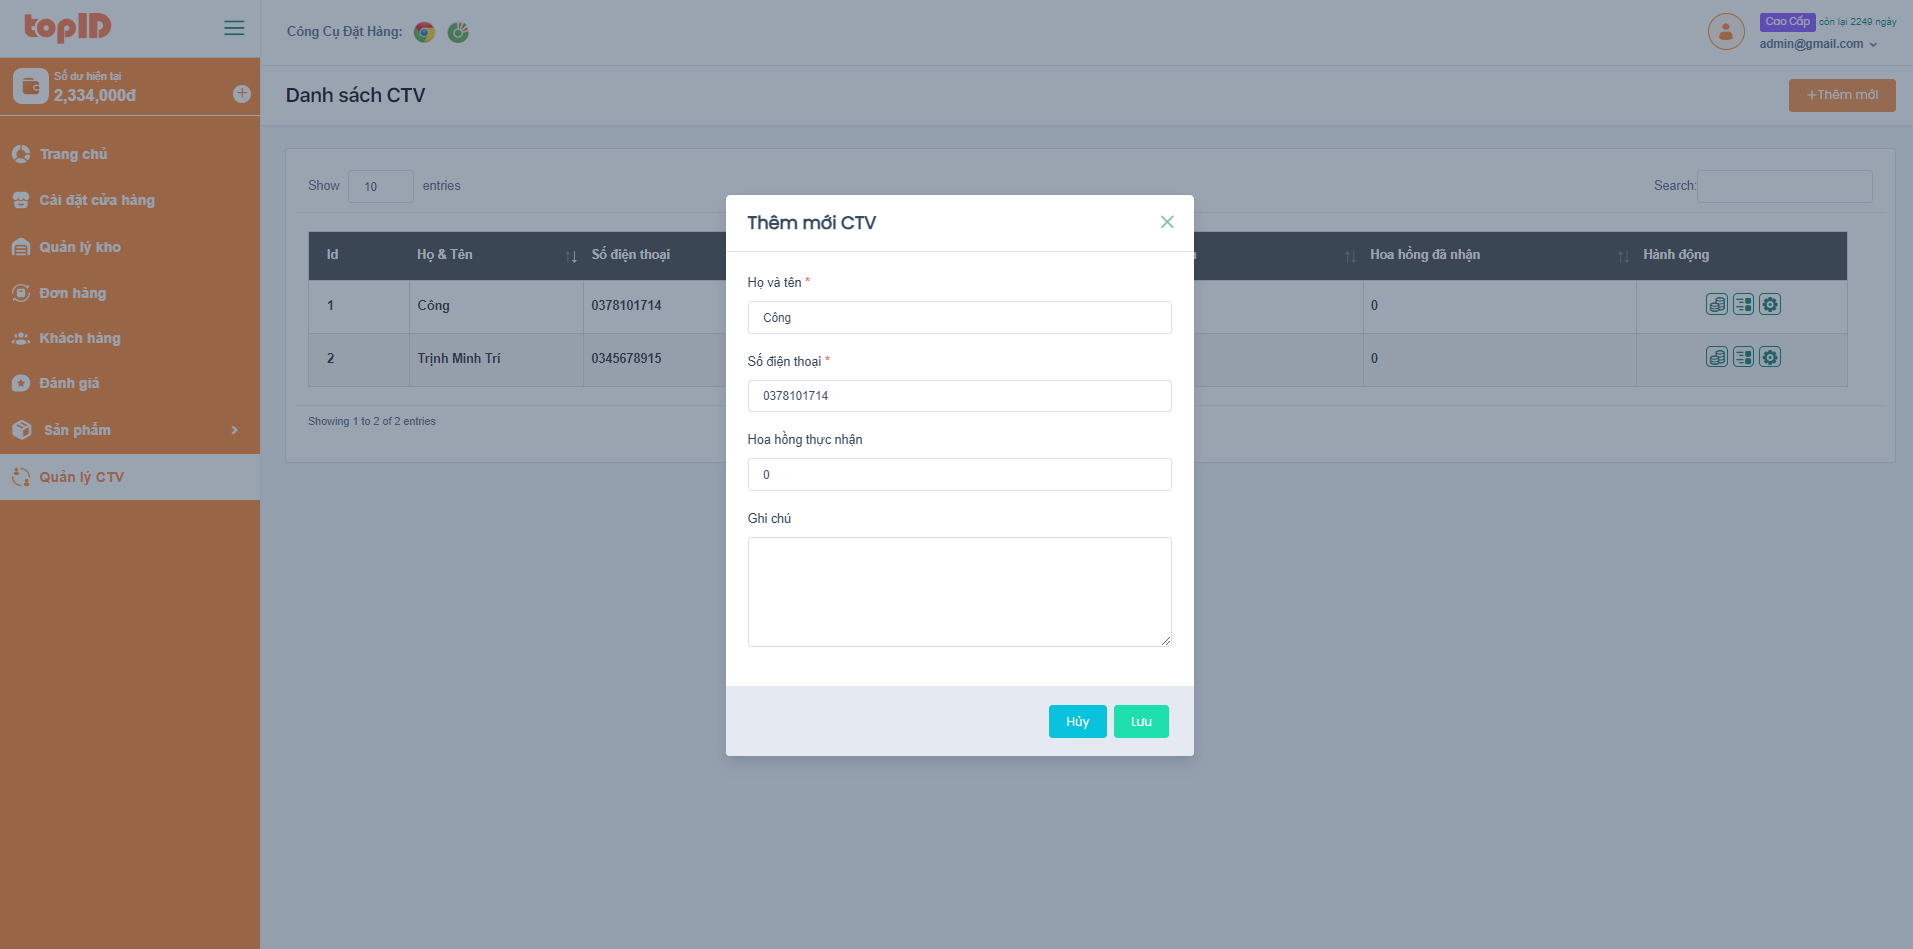 topID
Công Cụ Đặt Hàng:
Cao Cấp còn lại 2249 ngày
admin@gmail.com
Số dư hiện tại
2,334,000đ
Danh sách CTV
+Thêm mới
Trang chủ
Cài đặt cửa hàng
Quản lý kho
Đơn hàng
Khách hàng
Đánh giá
Sản phẩm
Quản lý CTV
Show 10 entries
Search:
Id Họ & Tên Số điện thoại Hoa hồng đã nhận Hành động
1 Công 0378101714 0
2 Trịnh Minh Trí 0345678915 0
Showing 1 to 2 of 2 entries
Thêm mới CTV
Họ và tên *
Công
Số điện thoại *
0378101714
Hoa hồng thực nhận
0
Ghi chú
Hủy Lưu